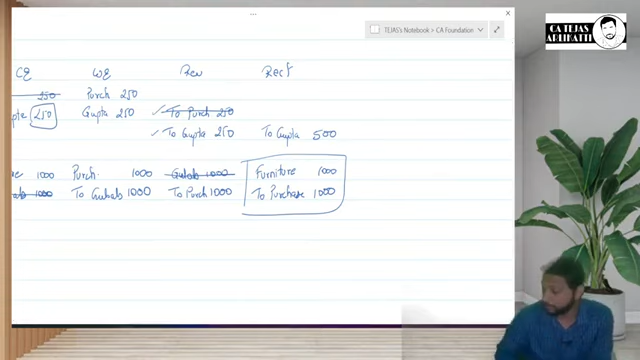 TEJAS's Notebook > CA Foundation
CA TEJAS
ARLIKATTI
CE WE Rev Rect
250 Purch 250
250 Gupta 250 ✓ To Purch 250
✓ To Gupta 250 To Gupta 500
1000 Purch. 1000 Gulab 1000 Furniture 1000
1000 To Gulab 1000 To Purch 1000 To Purchase 1000